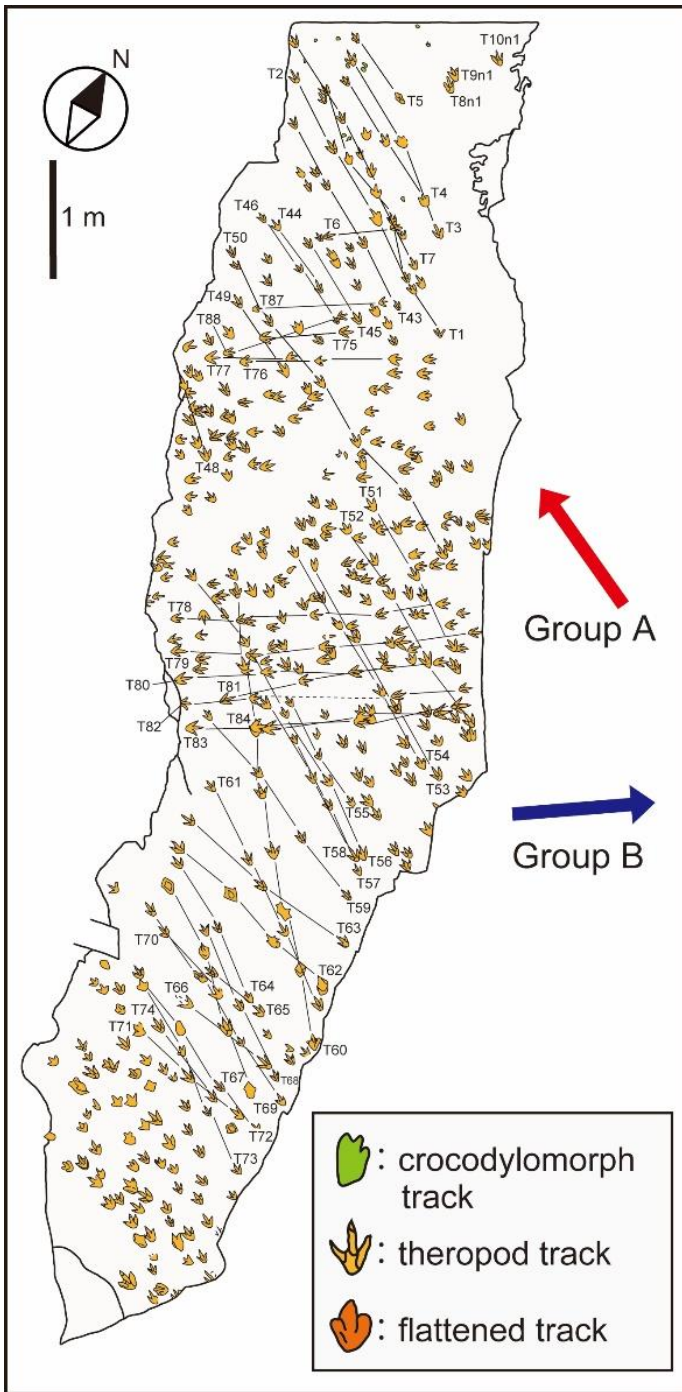 T10n1
N
T2
T9n1
T5
T8n1
1 m
T4
T46
T44
T6
T3
T50
T7
T49
T87
T43
T88
T45
T1
T75
T77
T76
T48
T51
T52
Group A
T78
T79
T80
T81
T82
T84
T83
T54
T53
T61
T55
Group B
T58
T56
T57
T59
T63
T70
T62
T66
T64
T74
T65
T71
T60
T67
T68
T69
T72
T73
: crocodylomorph
track
: theropod track
: flattened track